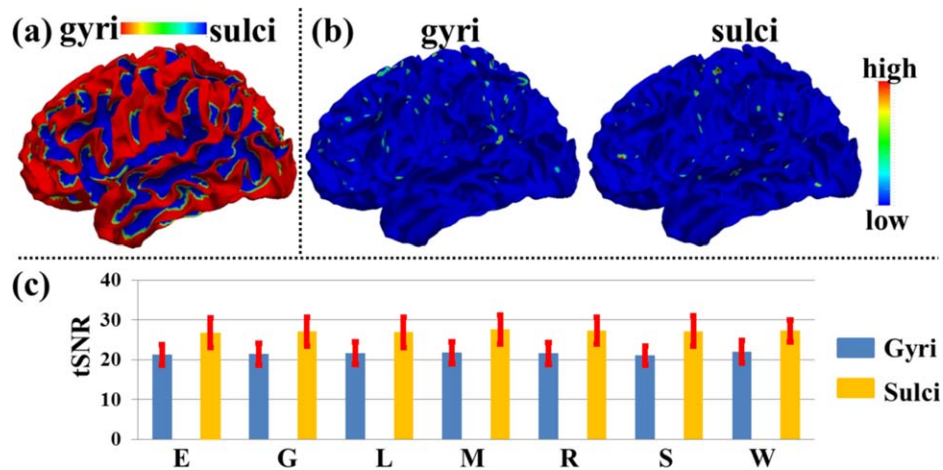 (a) gyri sulci
(b) gyri sulci
high
low
(c)
tSNR
40
30
20
10
0
E G L M R S W
Gyri
Sulci